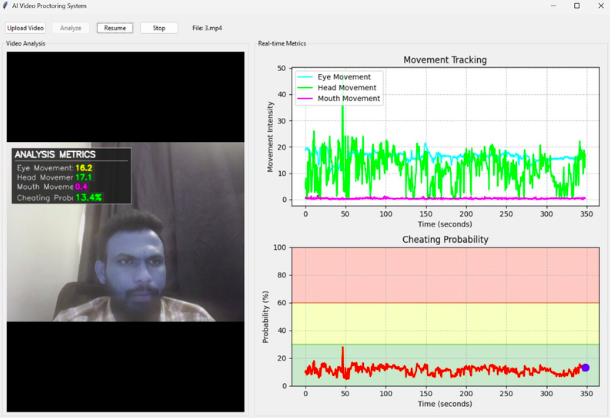 AI Video Proctoring System
Upload Video Analyze Resume Stop File: 3.mp4
Video Analysis
ANALYSIS METRICS
Eye Movement: 16.2
Head Movemer 17.1
Mouth Moveme 0.4
Cheating Prob 13.4%
Real-time Metrics
Movement Tracking
Eye Movement
Head Movement
Mouth Movement
Movement Intensity
50
40
30
20
10
0
0 50 100 150 200 250 300 350
Time (seconds)
Cheating Probability
Probability (%)
100
80
60
40
20
0
0 50 100 150 200 250 300 350
Time (seconds)